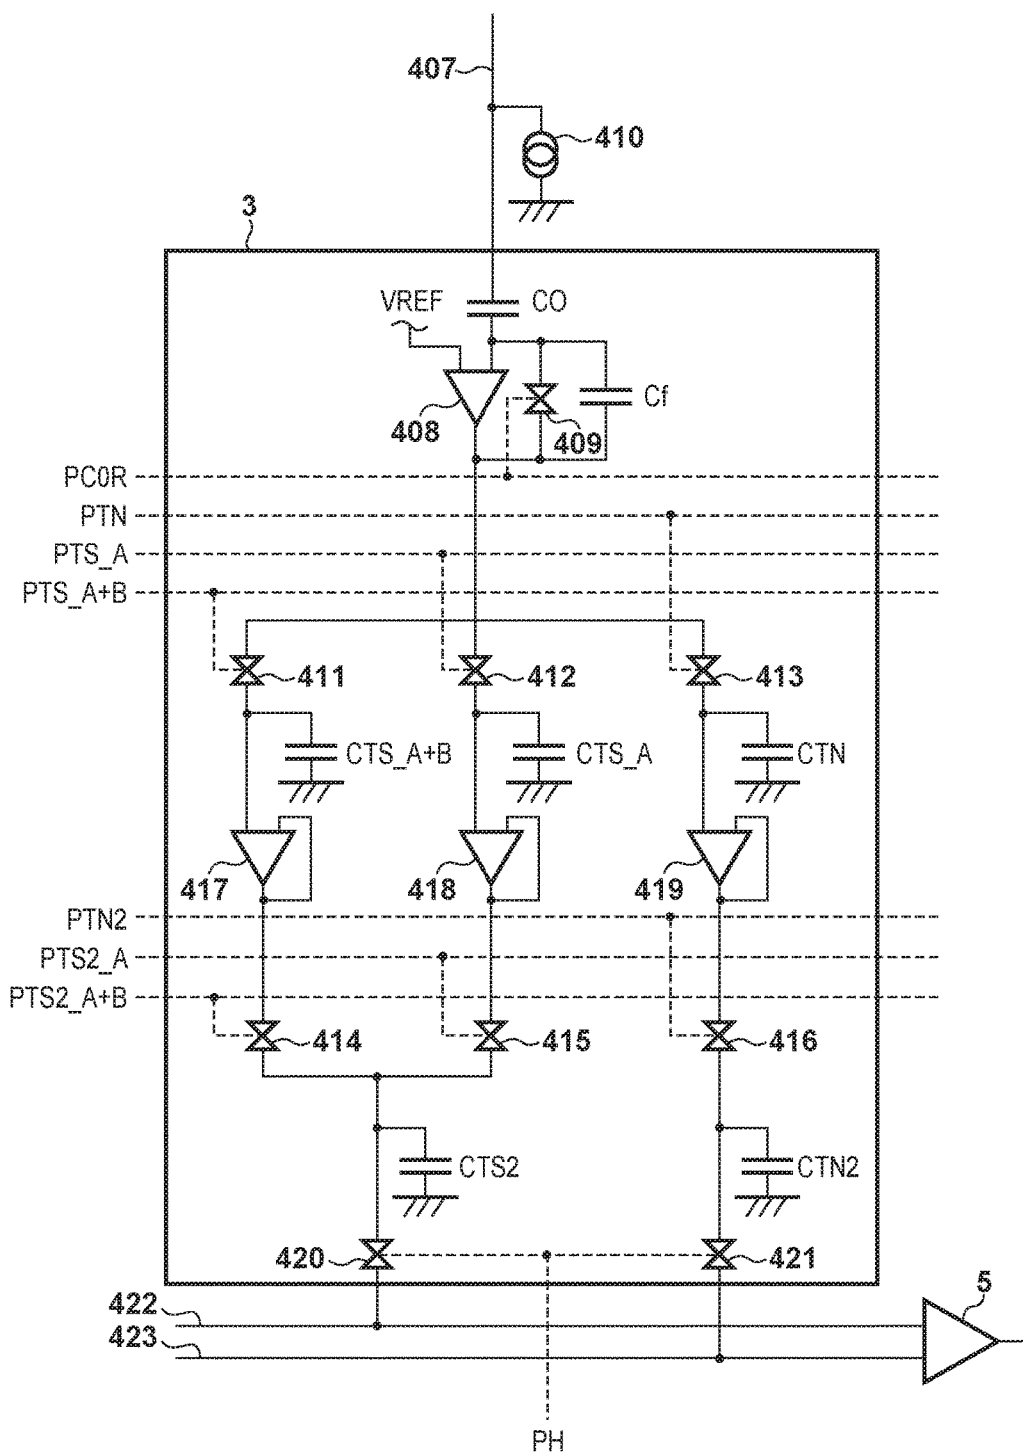 407
410
3
VREF
CO
408
409
Cf
PC0R
PTN
PTS_A
PTS_A+B
411
412
413
CTS_A+B
CTS_A
CTN
417
418
419
PTN2
PTS2_A
PTS2_A+B
414
415
416
CTS2
CTN2
420
421
422
5
423
PH